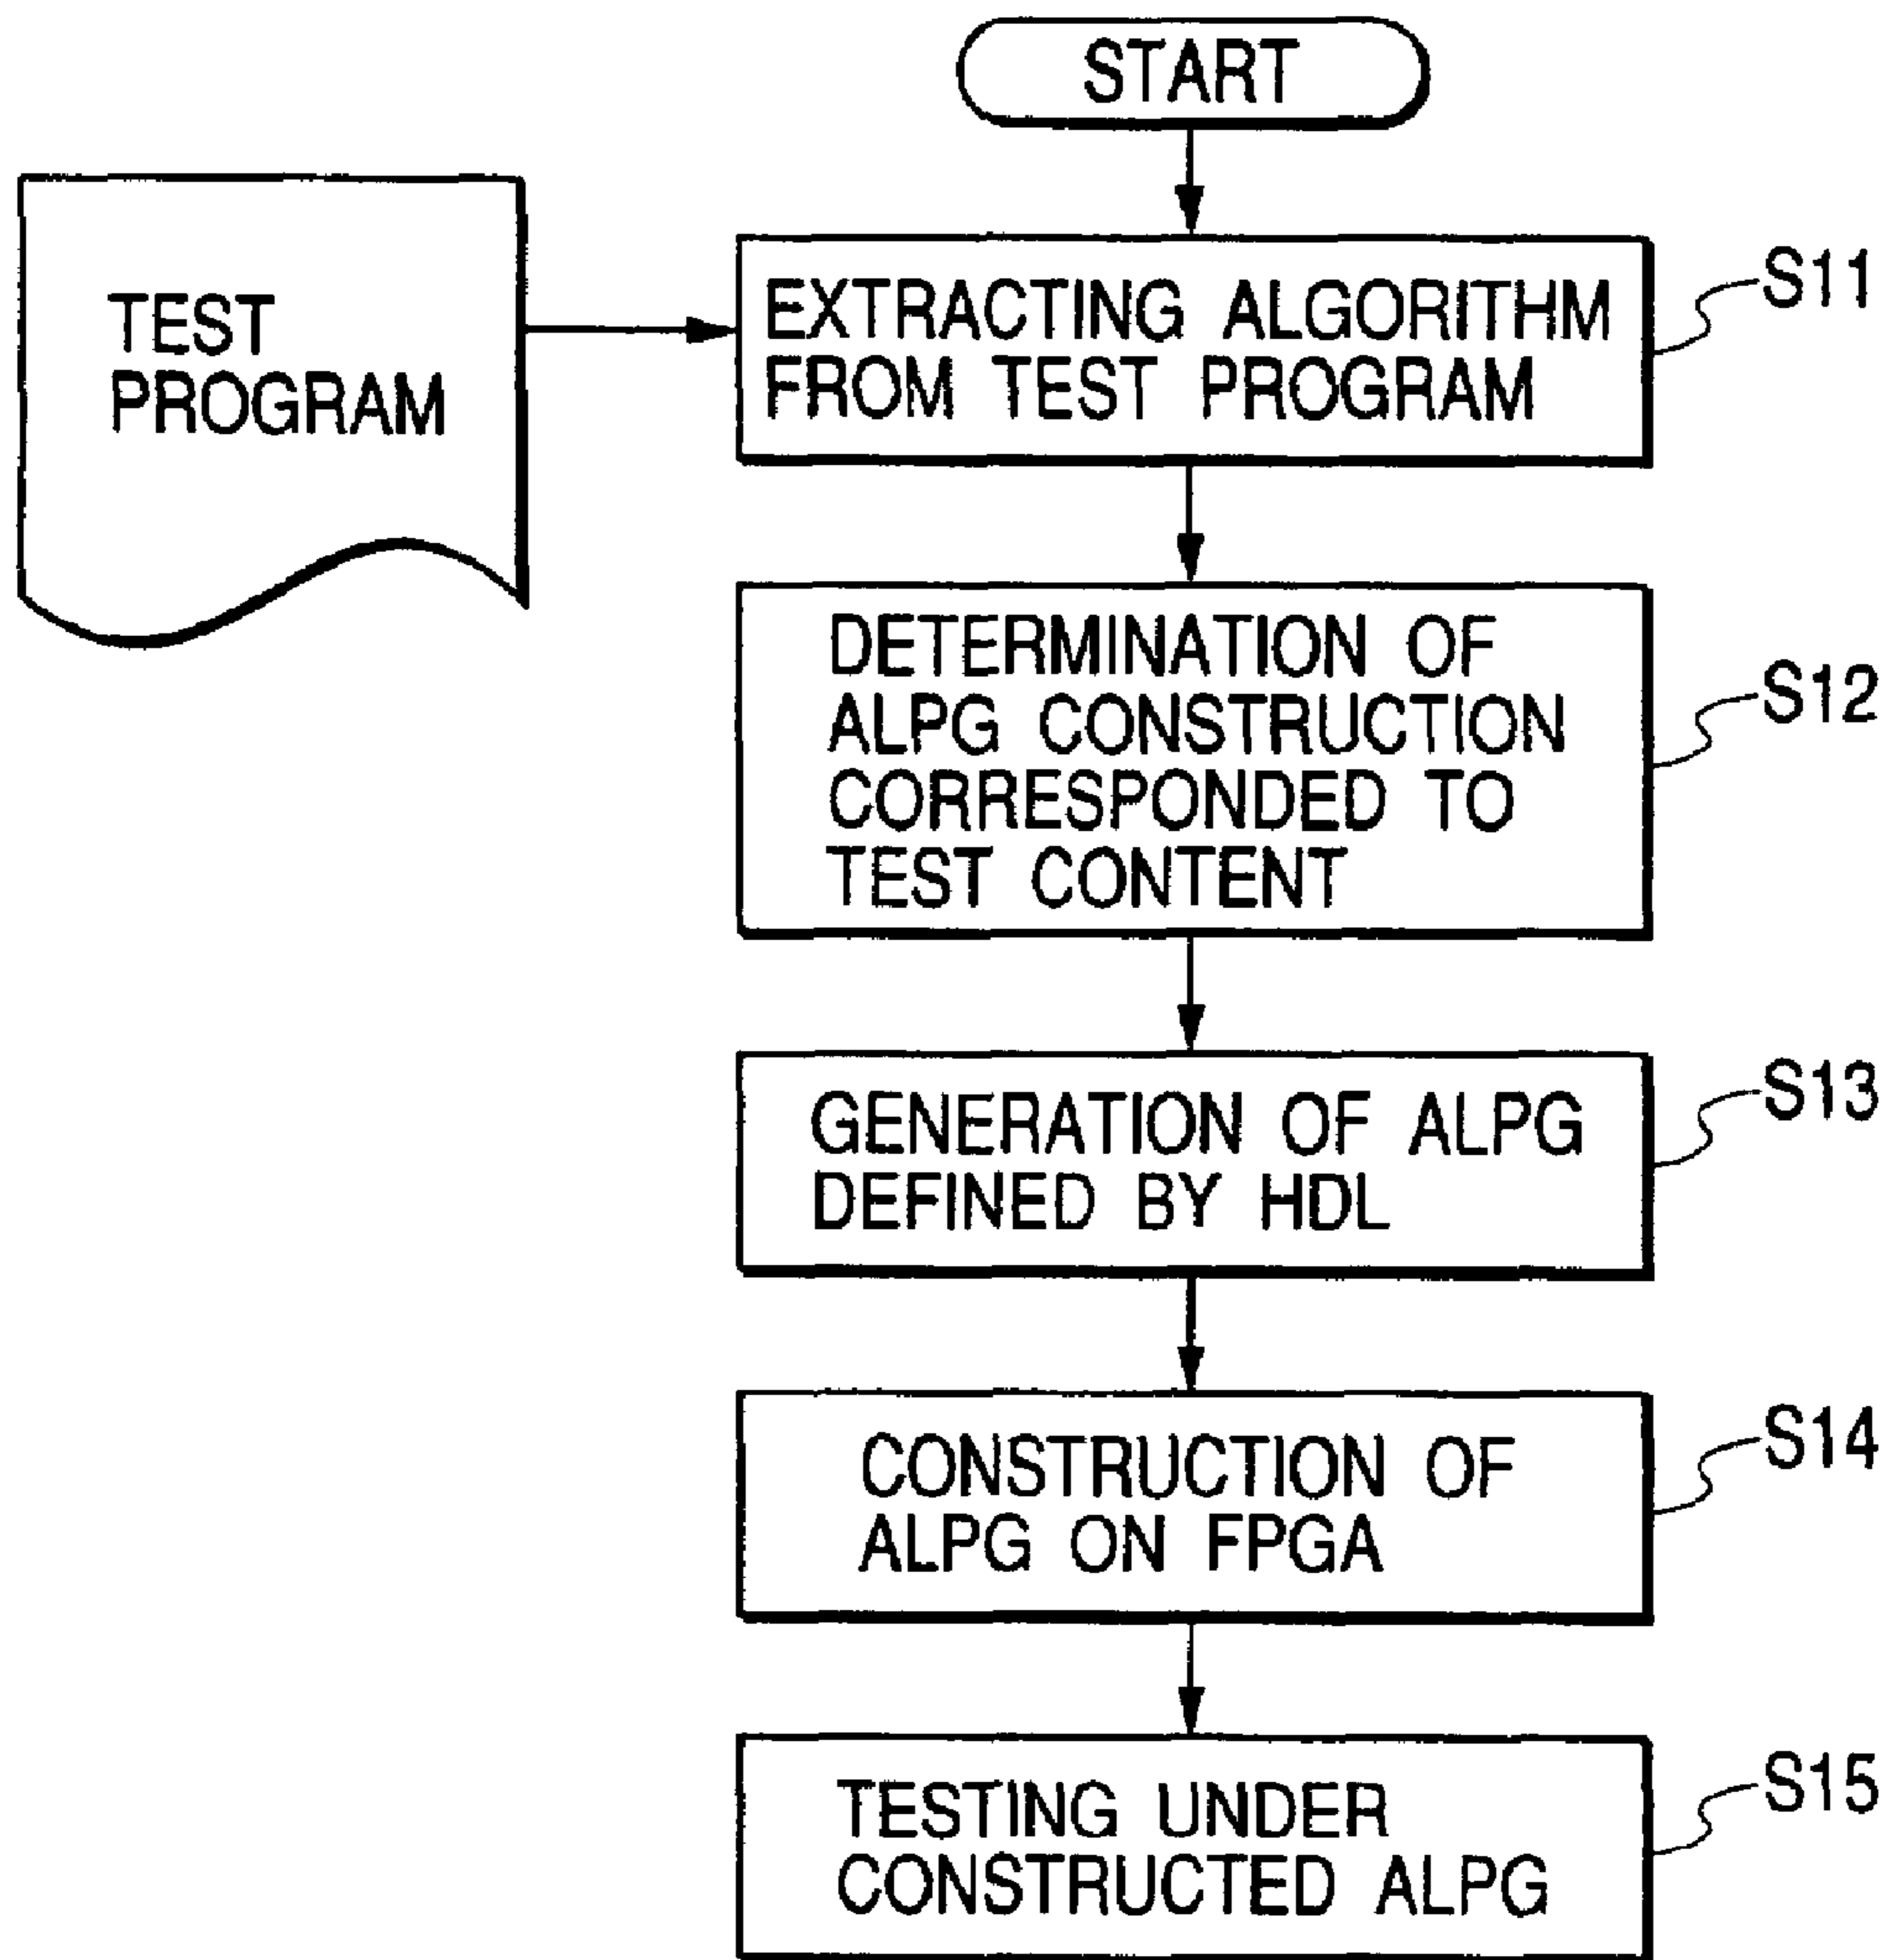 START
TEST
PROGRAM
EXTRACTING ALGORITHM
FROM TEST PROGRAM
S11
DETERMINATION OF
ALPG CONSTRUCTION
CORRESPONDED TO
TEST CONTENT
S12
GENERATION OF ALPG
DEFINED BY HDL
S13
CONSTRUCTION OF
ALPG ON FPGA
S14
TESTING UNDER
CONSTRUCTED ALPG
S15